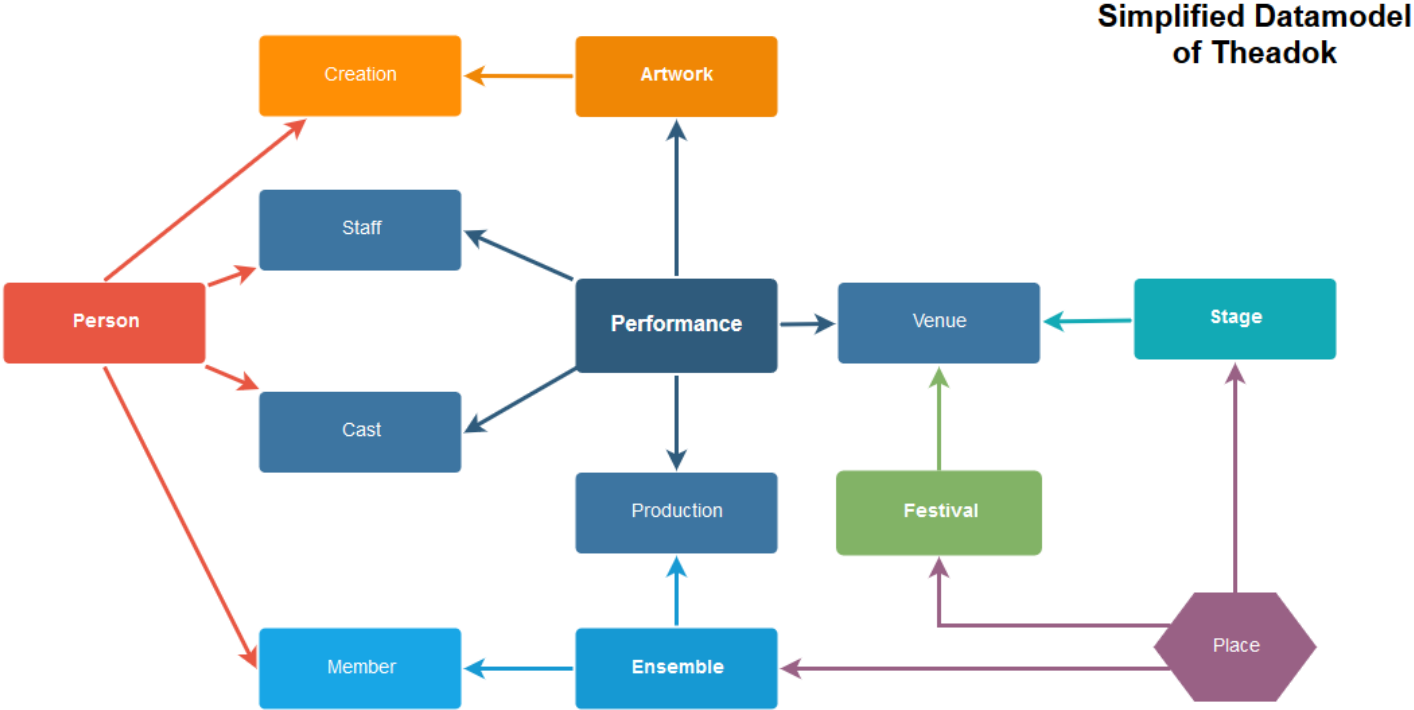 Simplified Datamodel
of Theadok
Creation
Artwork
Staff
Person
Performance
Venue
Stage
Cast
Production
Festival
Member
Ensemble
Place